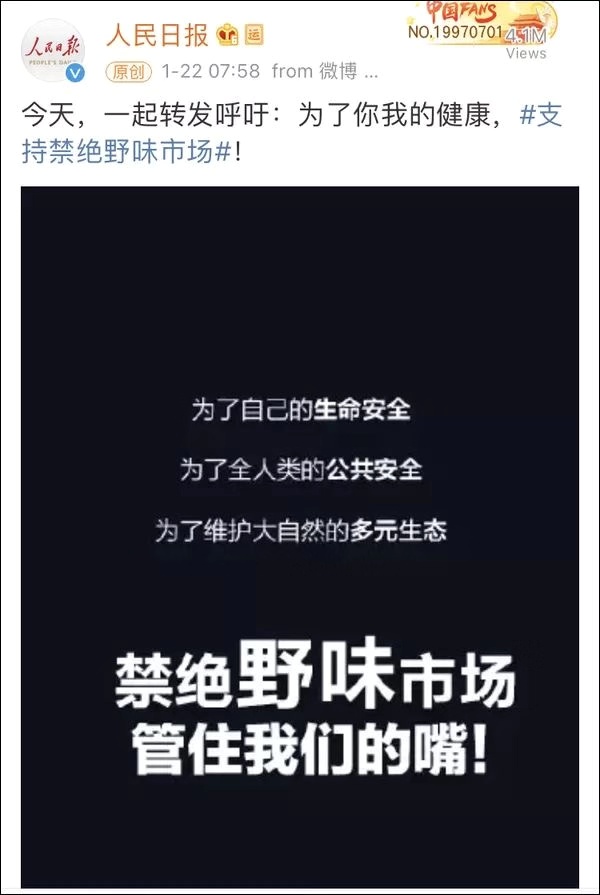 中国FANS
人民日报
PEOPLE'S DAILY
人民日报 运
NO.19970701
4.1M
Views
原创 1-22 07:58 from 微博 ...
今天，一起转发呼吁：为了你我的健康，#支
持禁绝野味市场#！
为了自己的生命安全
为了全人类的公共安全
为了维护大自然的多元生态
禁绝野味市场
管住我们的嘴！